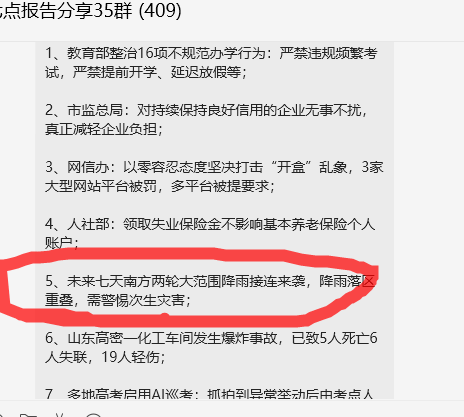 点报告分享35群 (409)
1、教育部整治16项不规范办学行为：严禁违规频繁考
试，严禁提前开学、延迟放假等；
2、市监总局：对持续保持良好信用的企业无事不扰，
真正减轻企业负担；
3、网信办：以零容忍态度坚决打击“开盒”乱象，3家
大型网站平台被罚，多平台被提要求；
4、人社部：领取失业保险金不影响基本养老保险个人
账户；
5、未来七天南方两轮大范围降雨接连来袭，降雨落区
重叠，需警惕次生灾害；
6、山东高密一化工车间发生爆炸事故，已致5人死亡6
人失联，19人轻伤；
7、多地高考启用AI巡考：抓拍到异常举动后由考点人